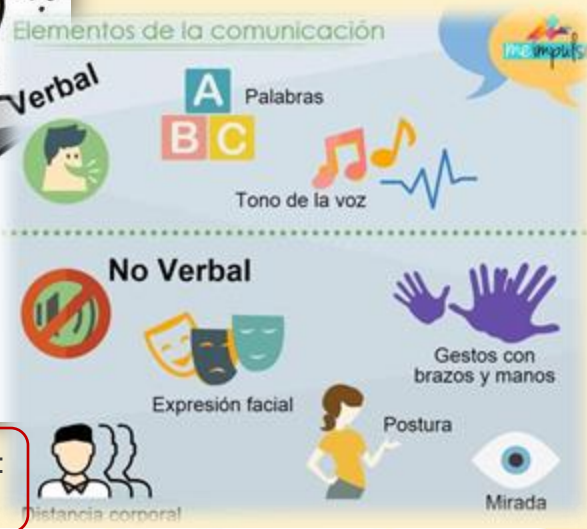 Elementos de la comunicación
meimpuls
Verbal
A
B C
Palabras
Tono de la voz
No Verbal
Gestos con
brazos y manos
Expresión facial
Postura
Mirada
Distancia corporal